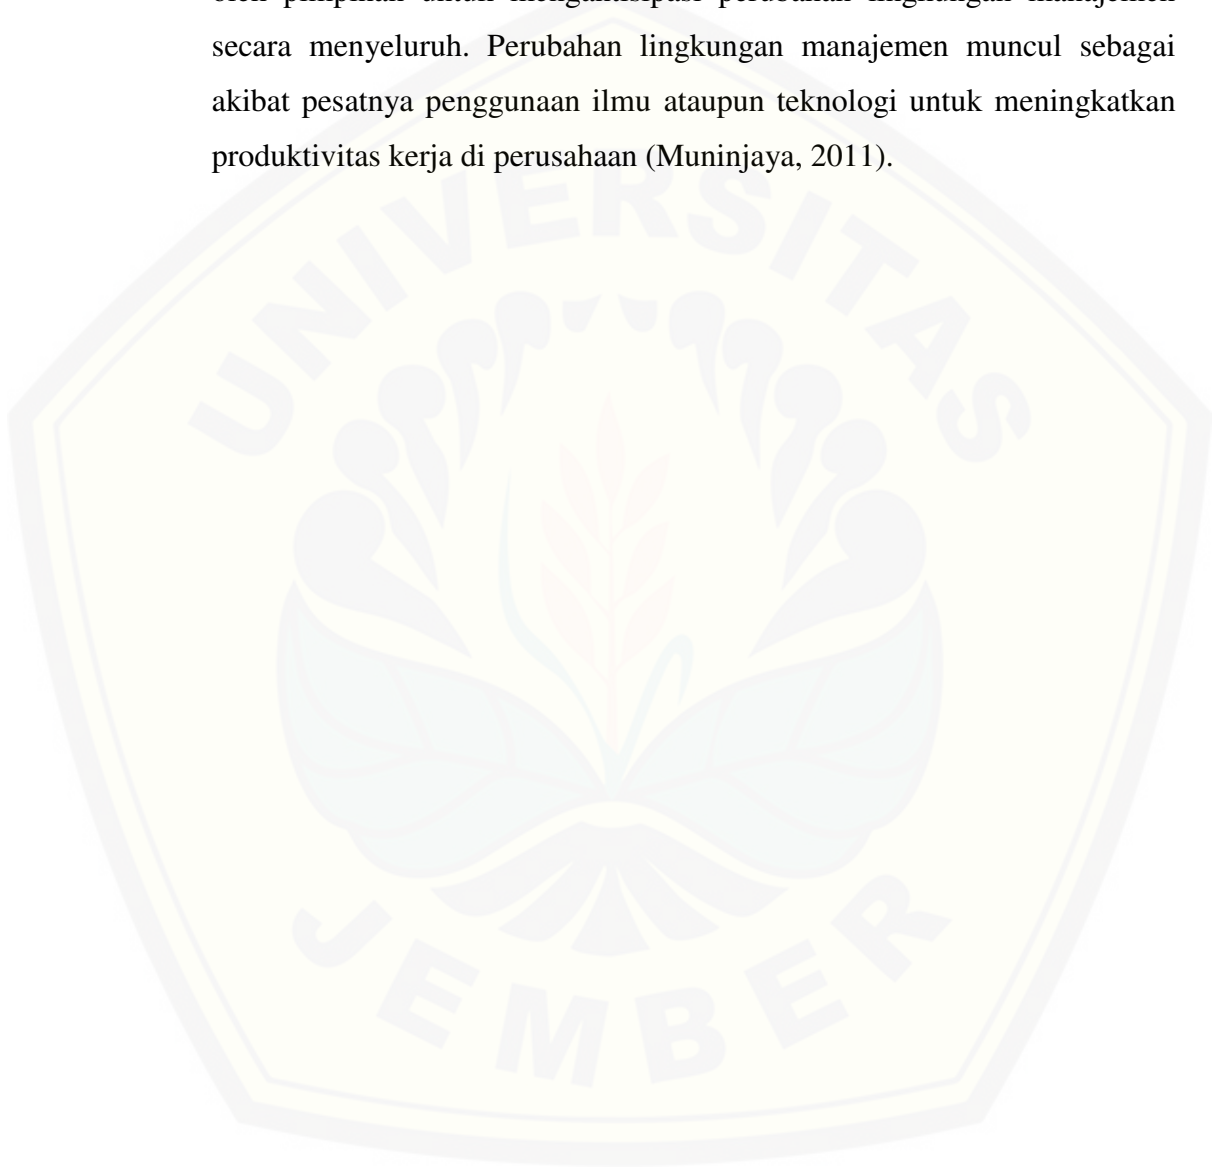 oleh pimpinan untuk mengantisipasi perubahan lingkungan manajemen
secara menyeluruh. Perubahan lingkungan manajemen muncul sebagai
akibat pesatnya penggunaan ilmu ataupun teknologi untuk meningkatkan
produktivitas kerja di perusahaan (Muninjaya, 2011).
UNIVERSITAS
JEMBER